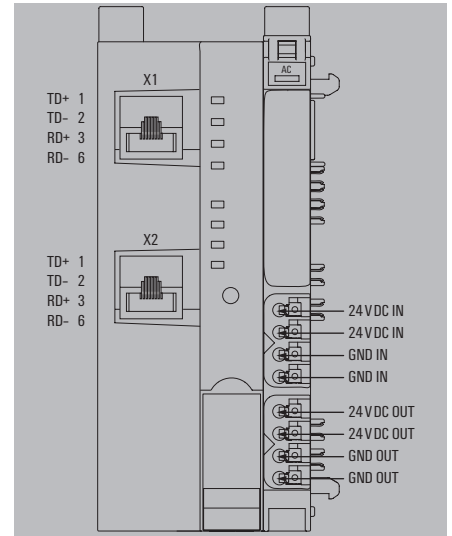 AC
X1
TD+ 1
TD- 2
RD+ 3
RD- 6
X2
TD+ 1
TD- 2
RD+ 3
RD- 6
24 V DC IN
24 V DC IN
GND IN
GND IN
24 V DC OUT
24 V DC OUT
GND OUT
GND OUT